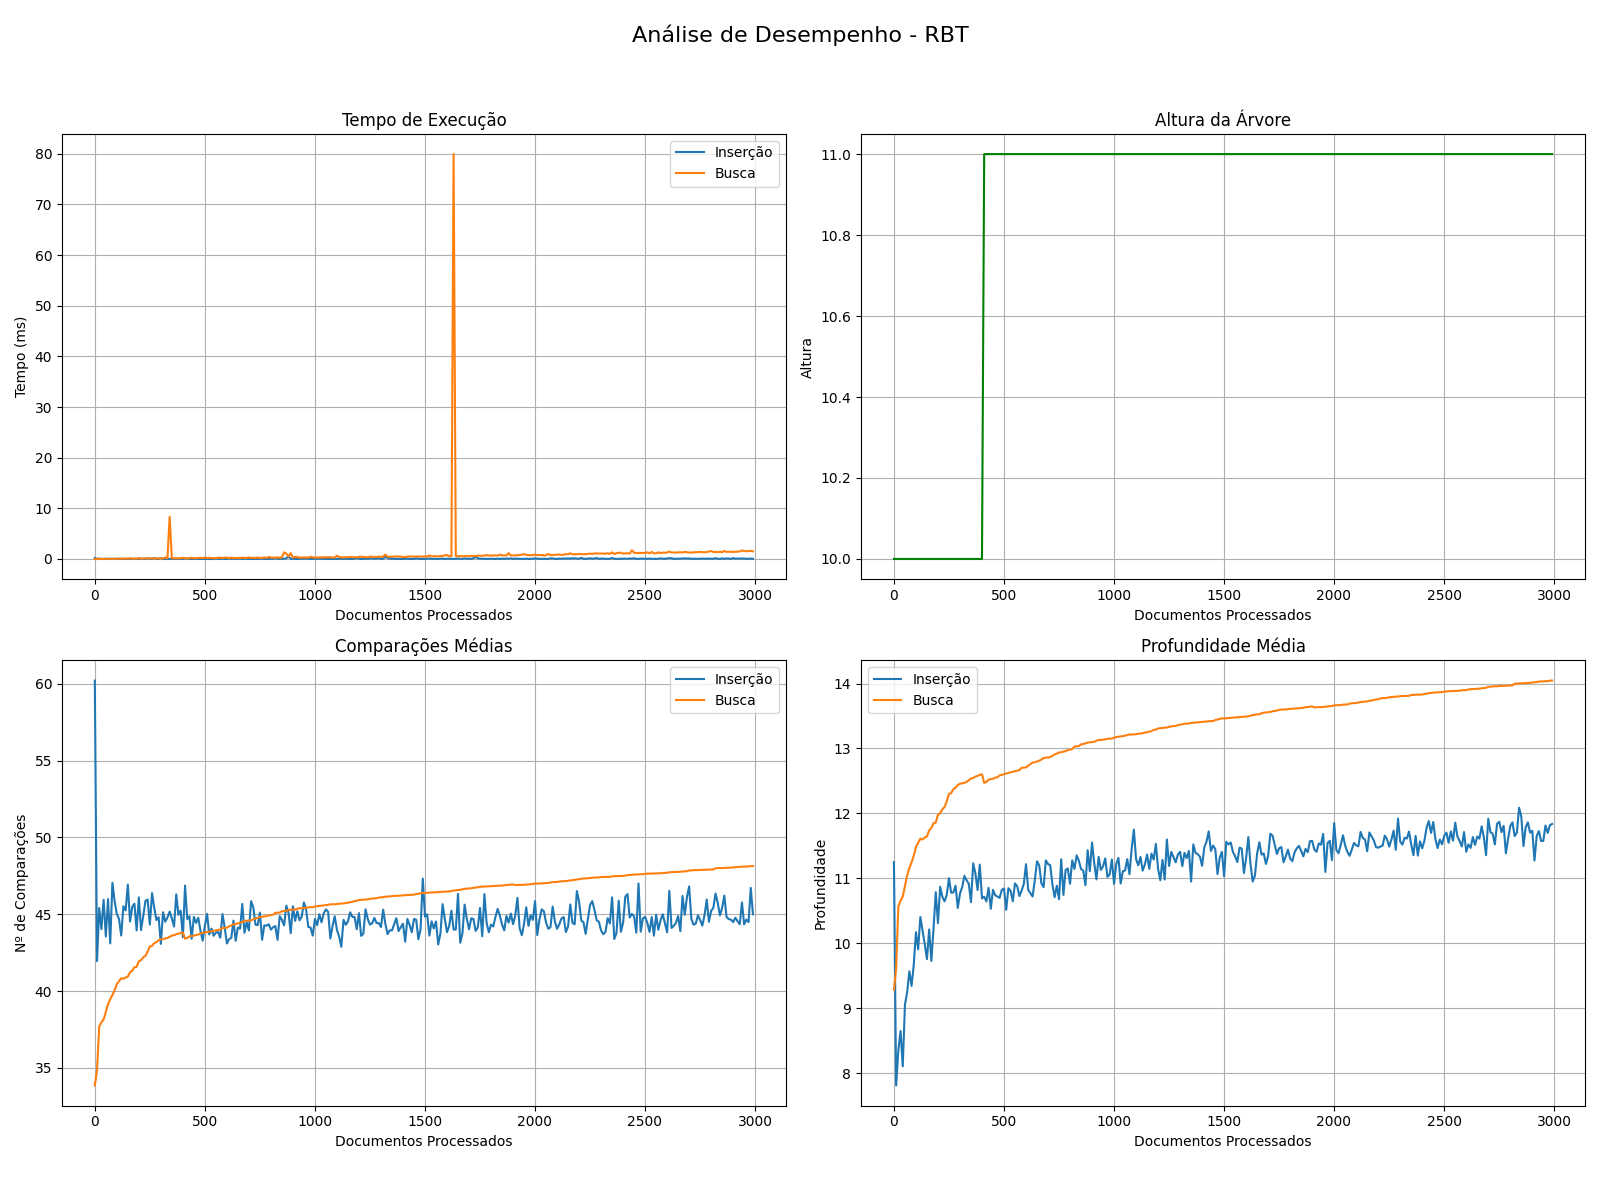 Análise de Desempenho - RBT
Tempo de Execução
Tempo (ms)
80
70
60
50
40
30
20
10
0
Inserção
Busca
0 500 1000 1500 2000 2500 3000
Documentos Processados
Altura da Árvore
Altura
11.0
10.8
10.6
10.4
10.2
10.0
0 500 1000 1500 2000 2500 3000
Documentos Processados
Comparações Médias
Nº de Comparações
60
55
50
45
40
35
Inserção
Busca
0 500 1000 1500 2000 2500 3000
Documentos Processados
Profundidade Média
Profundidade
14
13
12
11
10
9
8
Inserção
Busca
0 500 1000 1500 2000 2500 3000
Documentos Processados